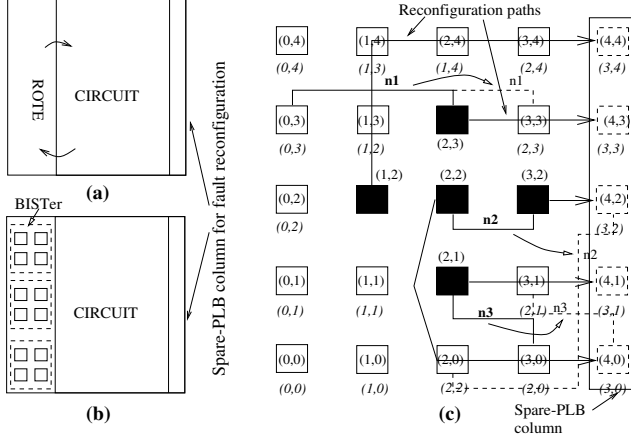 (a)
ROTE
CIRCUIT
BISTer
CIRCUIT
(b)
Spare-PLB column for fault reconfiguration
Reconfiguration paths
(0,4) (1,4) (2,4) (3,4) (4,4)
(0,4) (1,3) (1,4) (2,4) (3,4)
n1 n1
(0,3) (1,3) (3,3) (4,3)
(0,3) (1,2) (2,3) (2,3) (3,3)
(1,2) (2,2) (3,2)
(0,2) (4,2)
(0,2) (3,2)
n2 n2
(2,1)
(0,1) (1,1) (3,1) (4,1)
(0,1) (1,1) (2,1) (3,1)
n3 n3
(0,0) (1,0) (2,0) (3,0) (4,0)
(0,0) (1,0) (2,2) (2,0) (3,0)
(c)
Spare-PLB
column